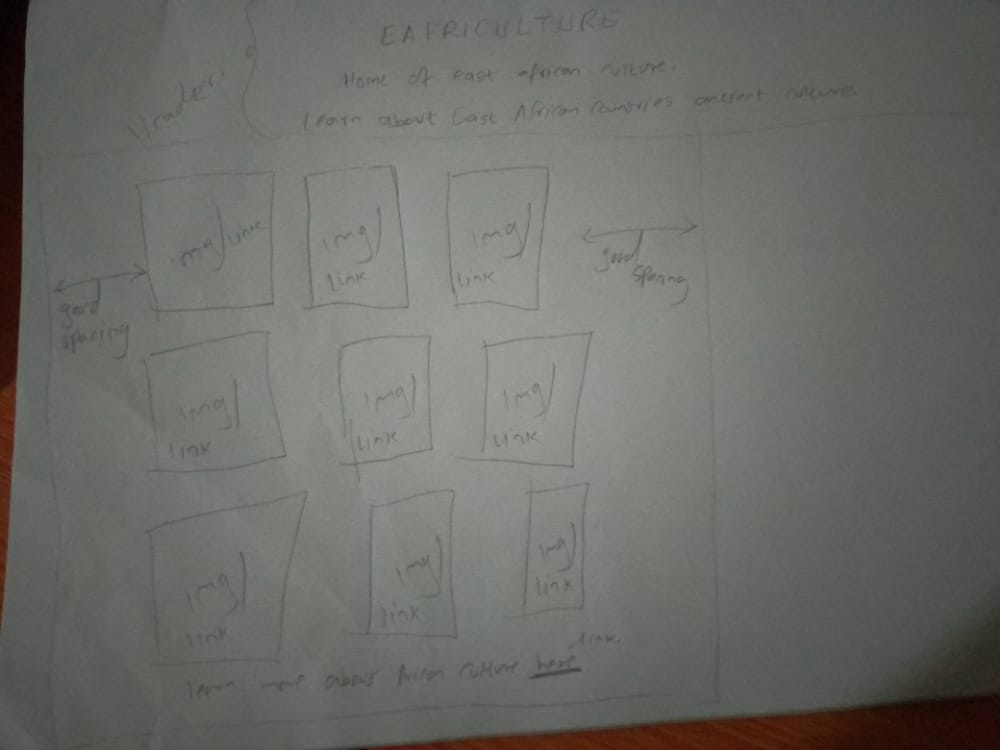 EAFRICULTURE
Home of east african culture.
Header.
learn about East African Countries ancient culture.
img/link
img/
link
img/
link
good
spacing
good
spacing
img/
link
img/
link
img/
link
img/
link
img/
link
img/
link
link.
learn more about African culture here